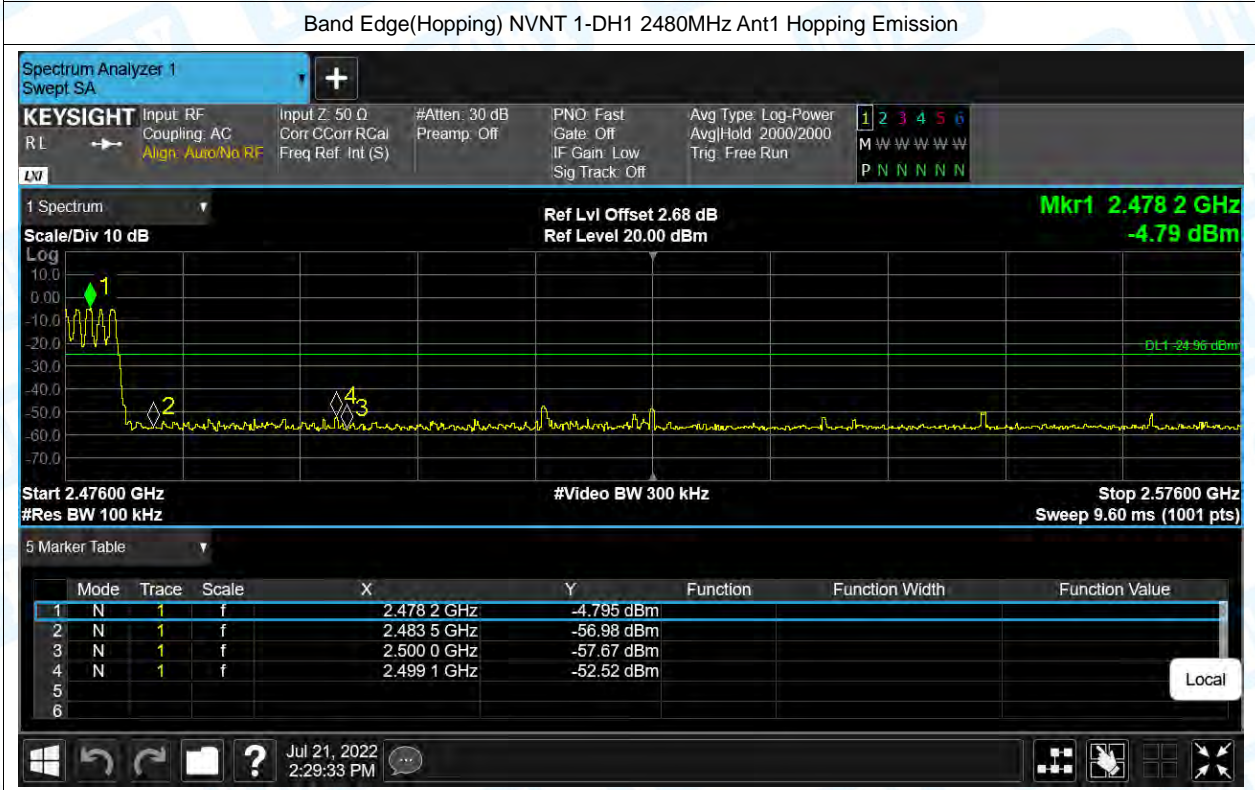 Band Edge(Hopping) NVNT 1-DH1 2480MHz Ant1 Hopping Emission
Spectrum Analyzer 1
Swept SA
+
KEYSIGHT
RL
LXI
Input: RF
Coupling: AC
Align: Auto/No RF
Input Z: 50 Ω
Corr CCorr RCal
Freq Ref: Int (S)
#Atten: 30 dB
Preamp: Off
PNO: Fast
Gate: Off
IF Gain: Low
Sig Track: Off
Avg Type: Log-Power
Avg|Hold: 2000/2000
Trig: Free Run
1 2 3 4 5 6
M W W W W W
P N N N N N
1 Spectrum
Scale/Div 10 dB
Ref Lvl Offset 2.68 dB
Ref Level 20.00 dBm
Mkr1 2.478 2 GHz
-4.79 dBm
Log
10.0
0.00
-10.0
-20.0
-30.0
-40.0
-50.0
-60.0
-70.0
1
2
4
3
DL1 -24.96 dBm
Start 2.47600 GHz
#Res BW 100 kHz
#Video BW 300 kHz
Stop 2.57600 GHz
Sweep 9.60 ms (1001 pts)
5 Marker Table
Mode Trace Scale X Y Function Function Width Function Value
1 N 1 f 2.478 2 GHz -4.795 dBm
2 N 1 f 2.483 5 GHz -56.98 dBm
3 N 1 f 2.500 0 GHz -57.67 dBm
4 N 1 f 2.499 1 GHz -52.52 dBm
5
6
Local
?
Jul 21, 2022
2:29:33 PM